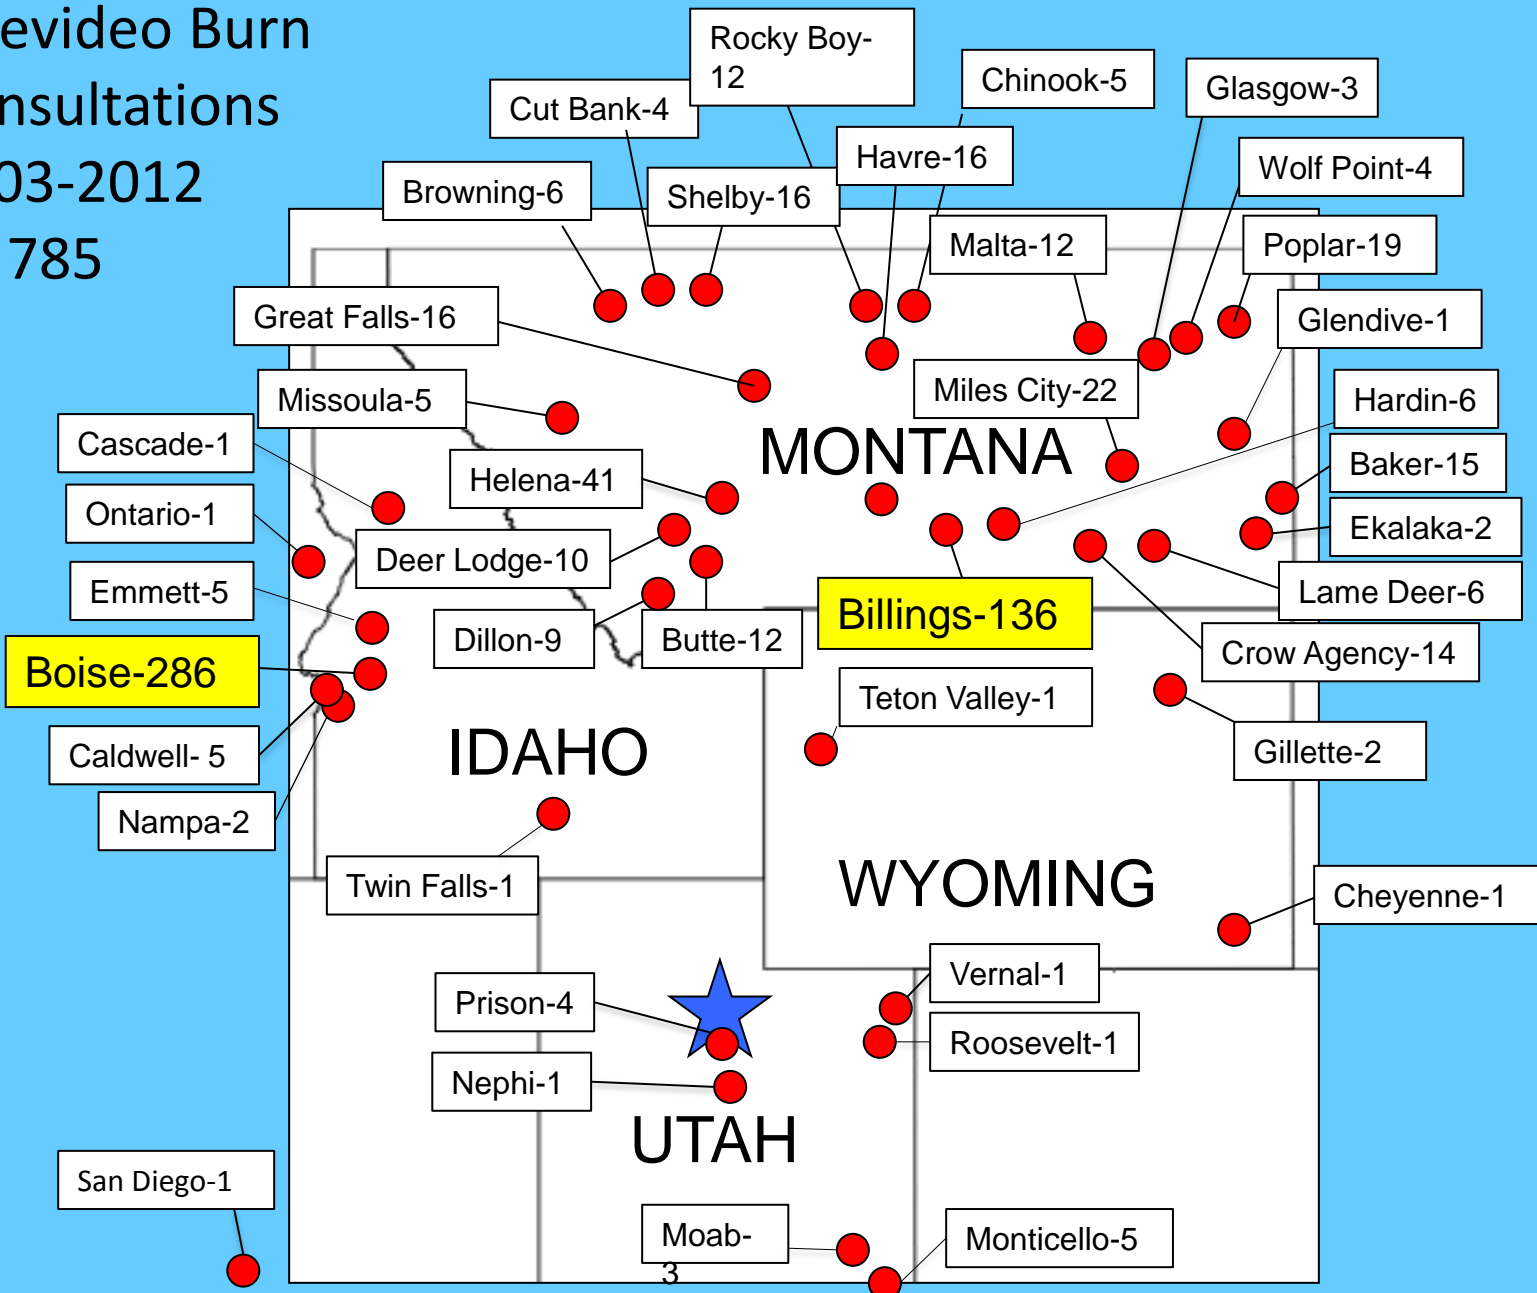 evideo Burn
nsultations
03-2012
785
Rocky Boy-
12
Chinook-5
Glasgow-3
Cut Bank-4
Havre-16
Wolf Point-4
Browning-6
Shelby-16
Malta-12
Poplar-19
Great Falls-16
Glendive-1
Missoula-5
Miles City-22
Hardin-6
Cascade-1
MONTANA
Baker-15
Helena-41
Ontario-1
Ekalaka-2
Deer Lodge-10
Emmett-5
Lame Deer-6
Billings-136
Dillon-9
Butte-12
Crow Agency-14
Boise-286
Teton Valley-1
Caldwell- 5
IDAHO
Gillette-2
Nampa-2
Twin Falls-1
WYOMING
Cheyenne-1
Vernal-1
Prison-4
Roosevelt-1
Nephi-1
UTAH
San Diego-1
Moab-
3
Monticello-5